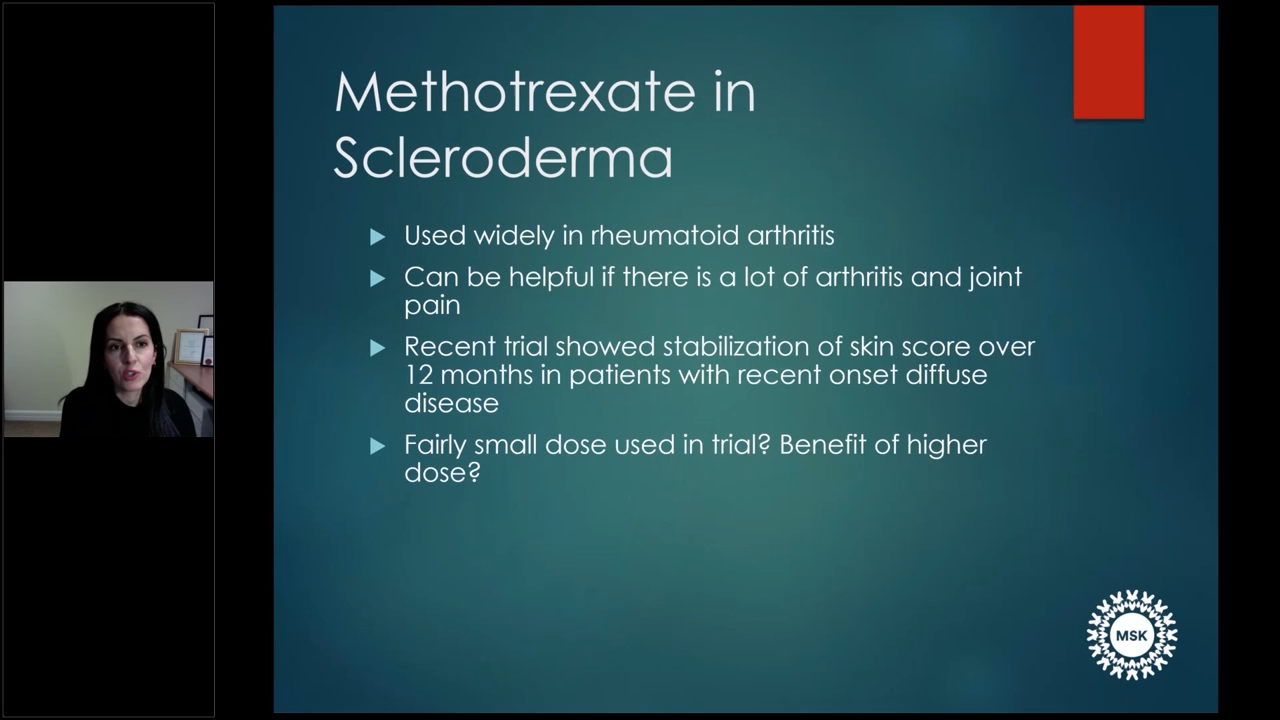 Methotrexate in
Scleroderma
Used widely in rheumatoid arthritis
Can be helpful if there is a lot of arthritis and joint
pain
Recent trial showed stabilization of skin score over
12 months in patients with recent onset diffuse
disease
Fairly small dose used in trial? Benefit of higher
dose?
MSK